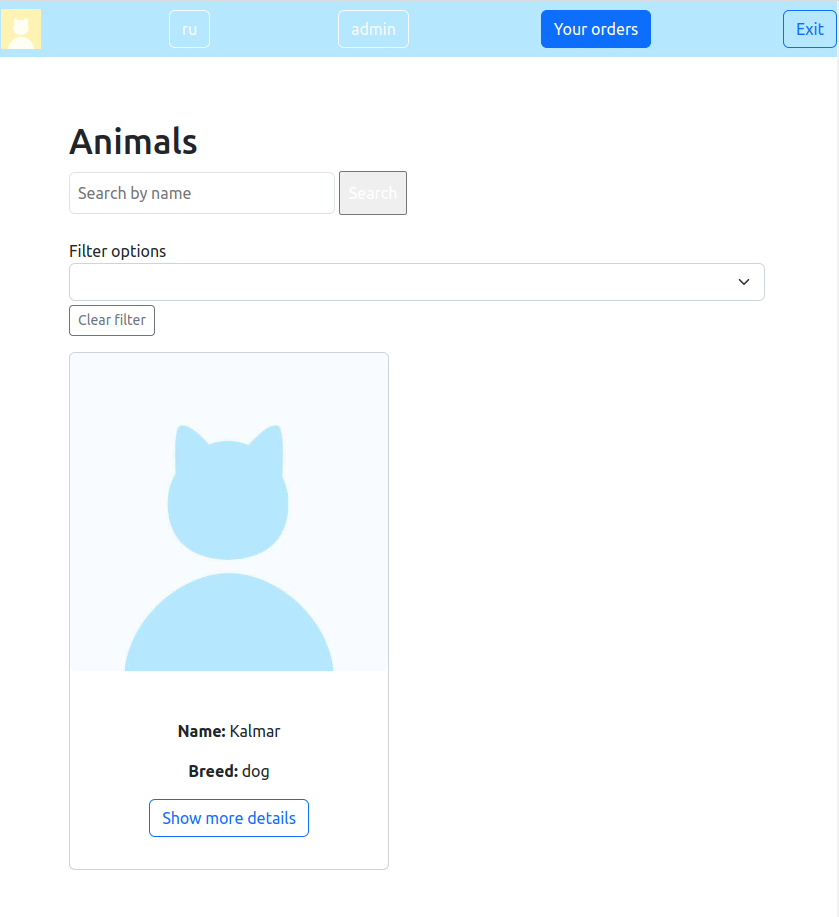 ru
admin
Your orders
Exit
Animals
Search by name
Search
Filter options
Clear filter
Name: Kalmar
Breed: dog
Show more details